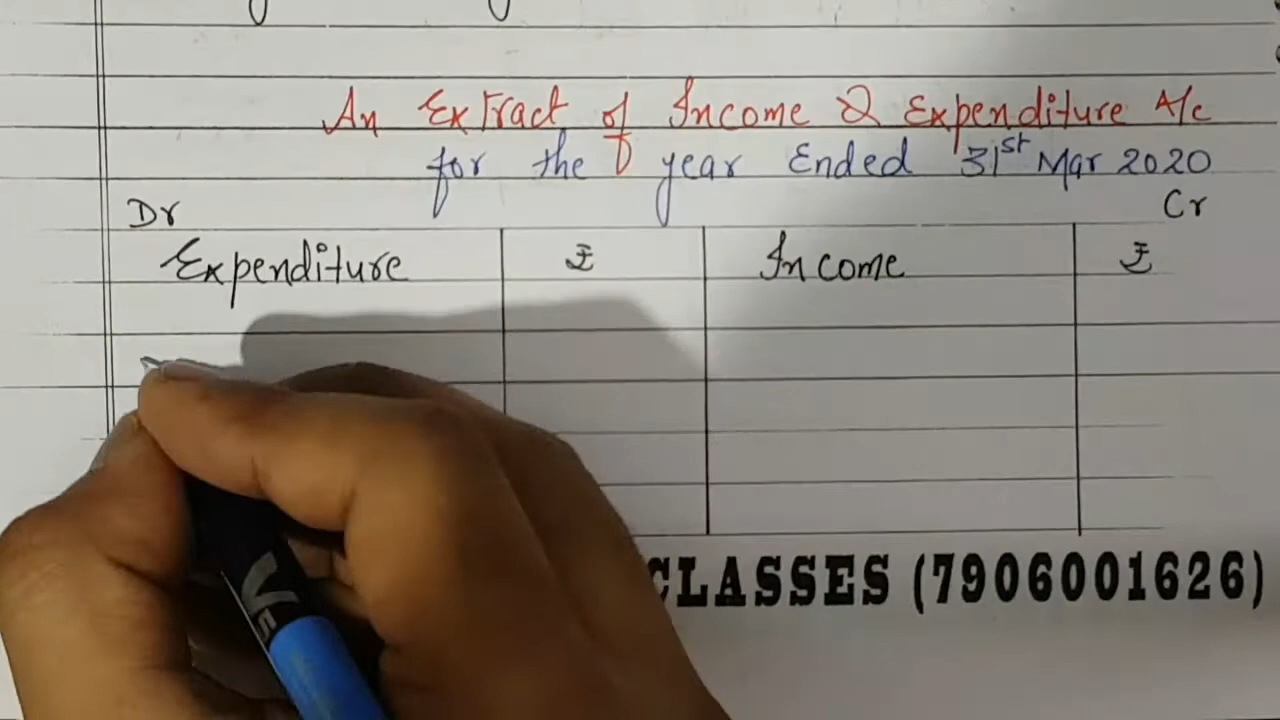 An Extract of Income & Expenditure A/c
for the year Ended 31st Mar 2020
Dr Cr
Expenditure ₹ Income ₹
CLASSES (7906001626)